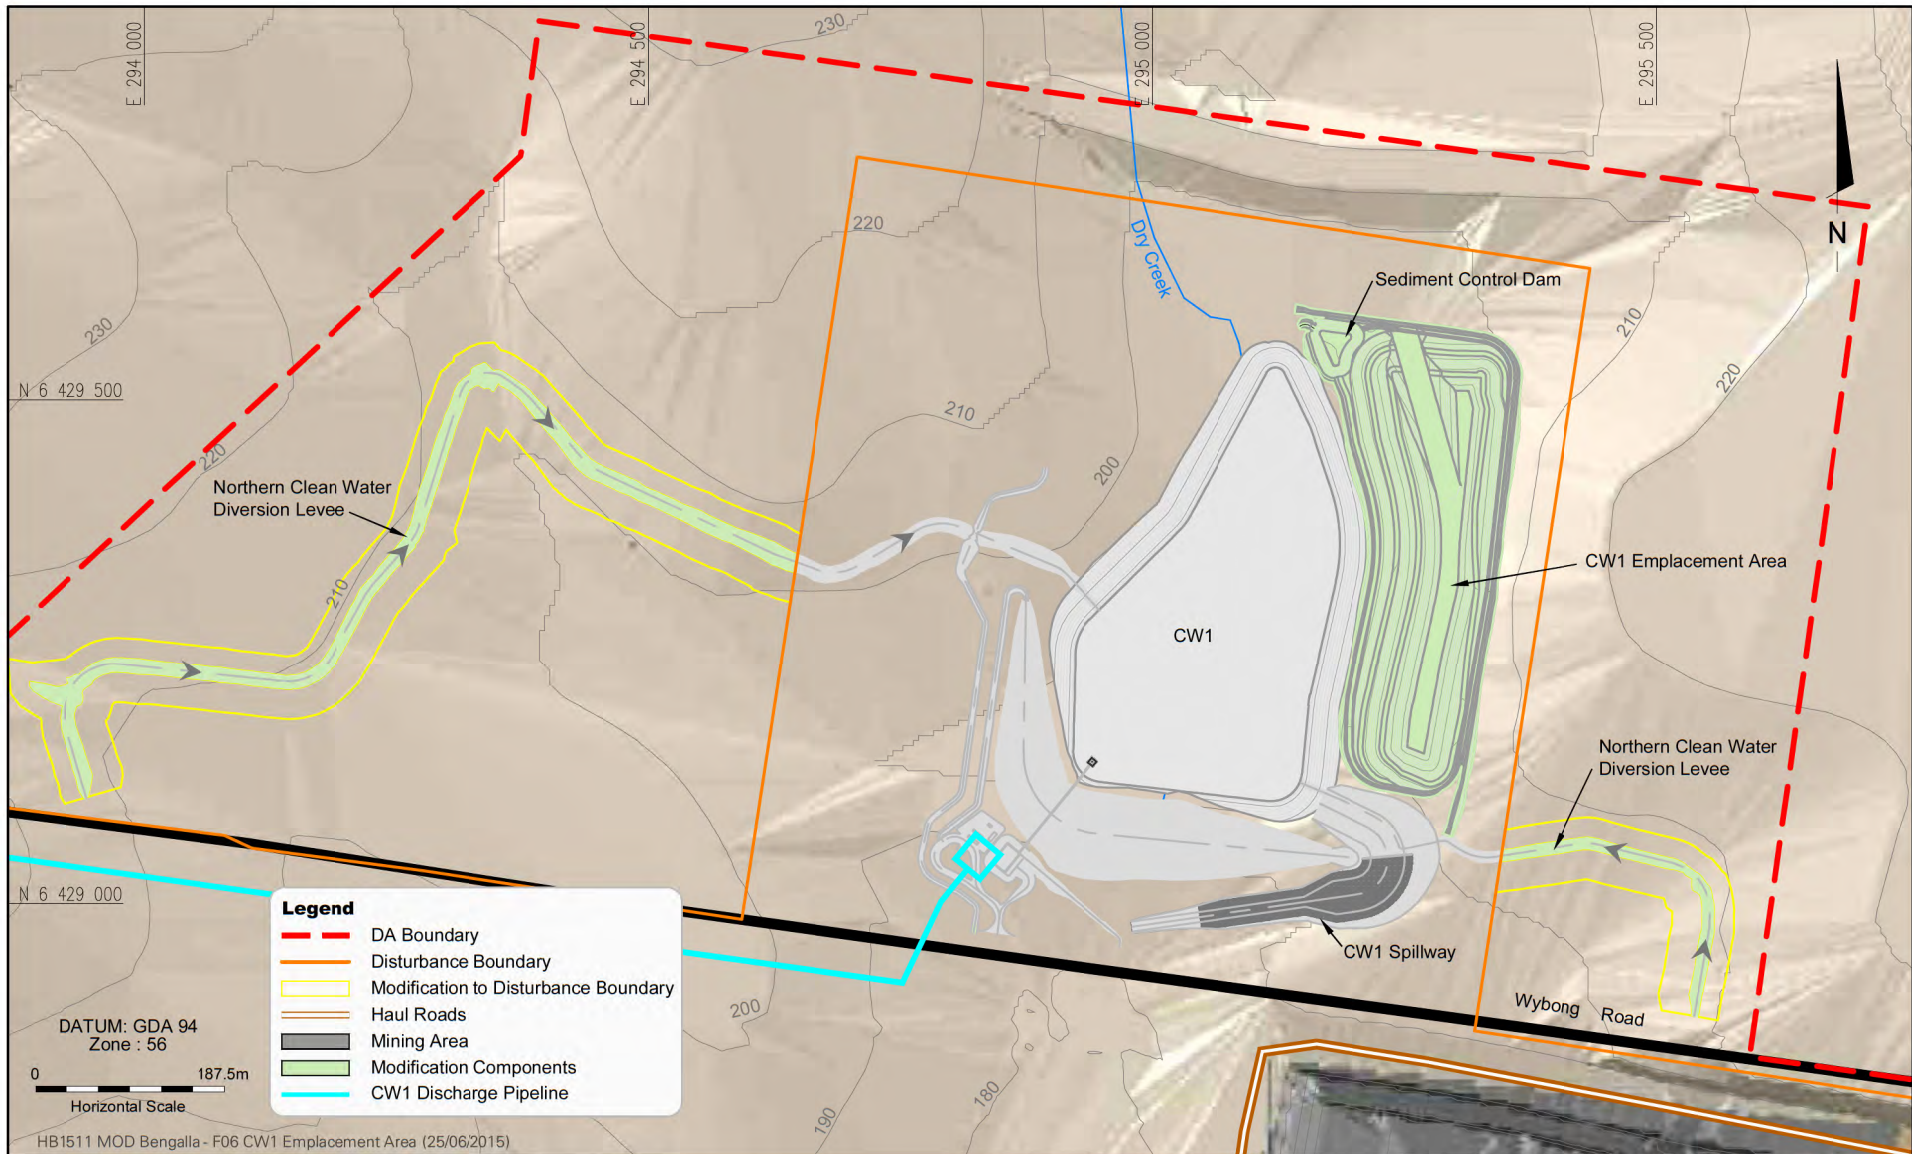 E 294 000
E 294 500
E 295 000
E 295 500
230
220
Dry Creek
N
Sediment Control Dam
210
230
220
N 6 429 500
210
200
220
Northern Clean Water
Diversion Levee
210
CW1 Emplacement Area
CW1
Northern Clean Water
Diversion Levee
N 6 429 000
CW1 Spillway
Wybong Road
200
190
180
Legend
DA Boundary
Disturbance Boundary
Modification to Disturbance Boundary
Haul Roads
Mining Area
Modification Components
CW1 Discharge Pipeline
DATUM: GDA 94
Zone : 56
0 187.5m
Horizontal Scale
HB1511 MOD Bengalla - F06 CW1 Emplacement Area (25/06/2015)